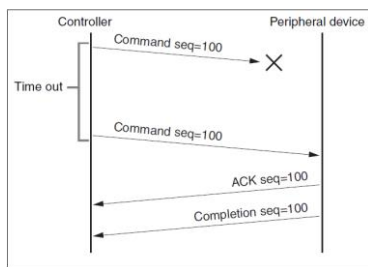 Controller
Peripheral device
Command seq=100
Time out
Command seq=100
ACK seq=100
Completion seq=100